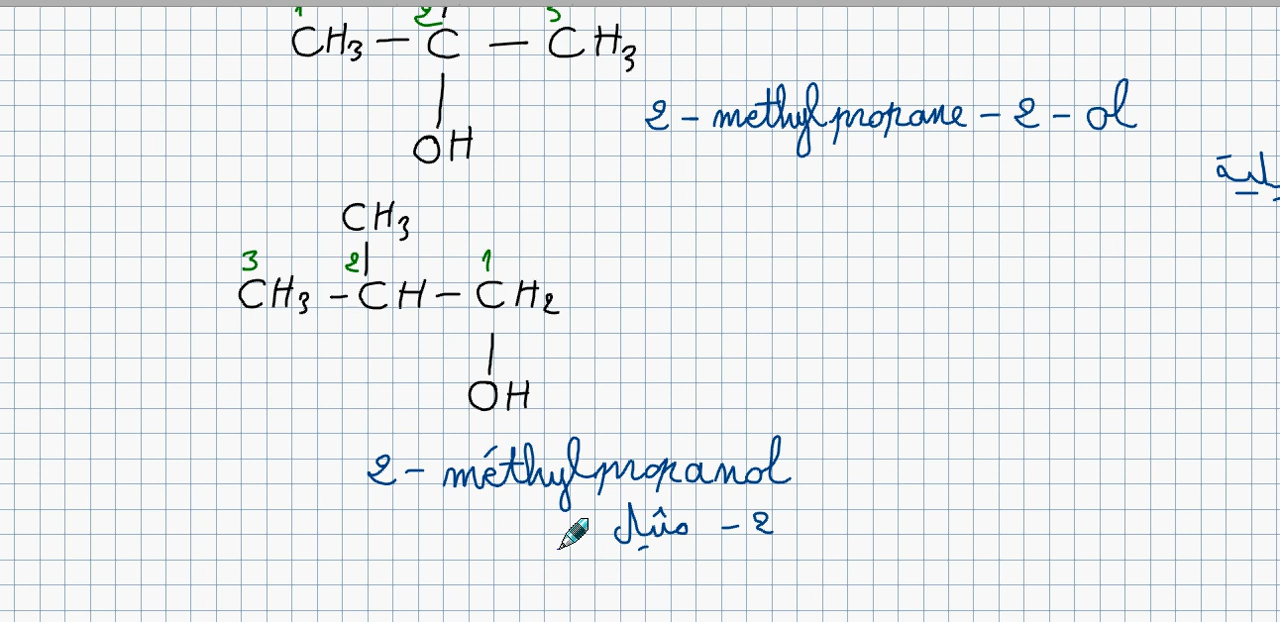 1 2 3
CH3 - C - CH3
OH
2 - methylpropane - 2 - ol
CH3
3 2 1
CH3 - CH - CH2
OH
2 - méthylpropanol
2 - مثيل